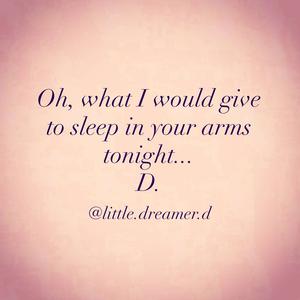 Oh, what I would give
to sleep in your arms
tonight...
D.
@little.dreamer.d